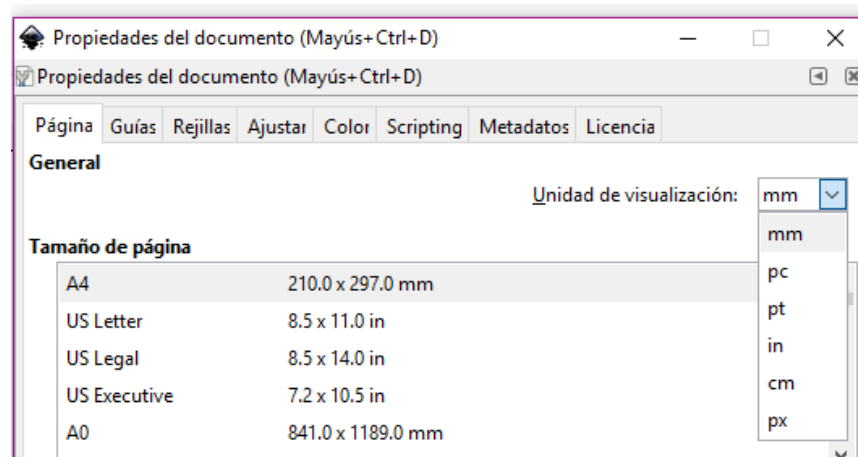 Propiedades del documento (Mayús+Ctrl+D)
Propiedades del documento (Mayús+Ctrl+D)
Página Guías Rejillas Ajustar Color Scripting Metadatos Licencia
General
Unidad de visualización: mm
mm
Tamaño de página
A4 210.0 x 297.0 mm pc
US Letter 8.5 x 11.0 in pt
US Legal 8.5 x 14.0 in in
US Executive 7.2 x 10.5 in cm
A0 841.0 x 1189.0 mm px